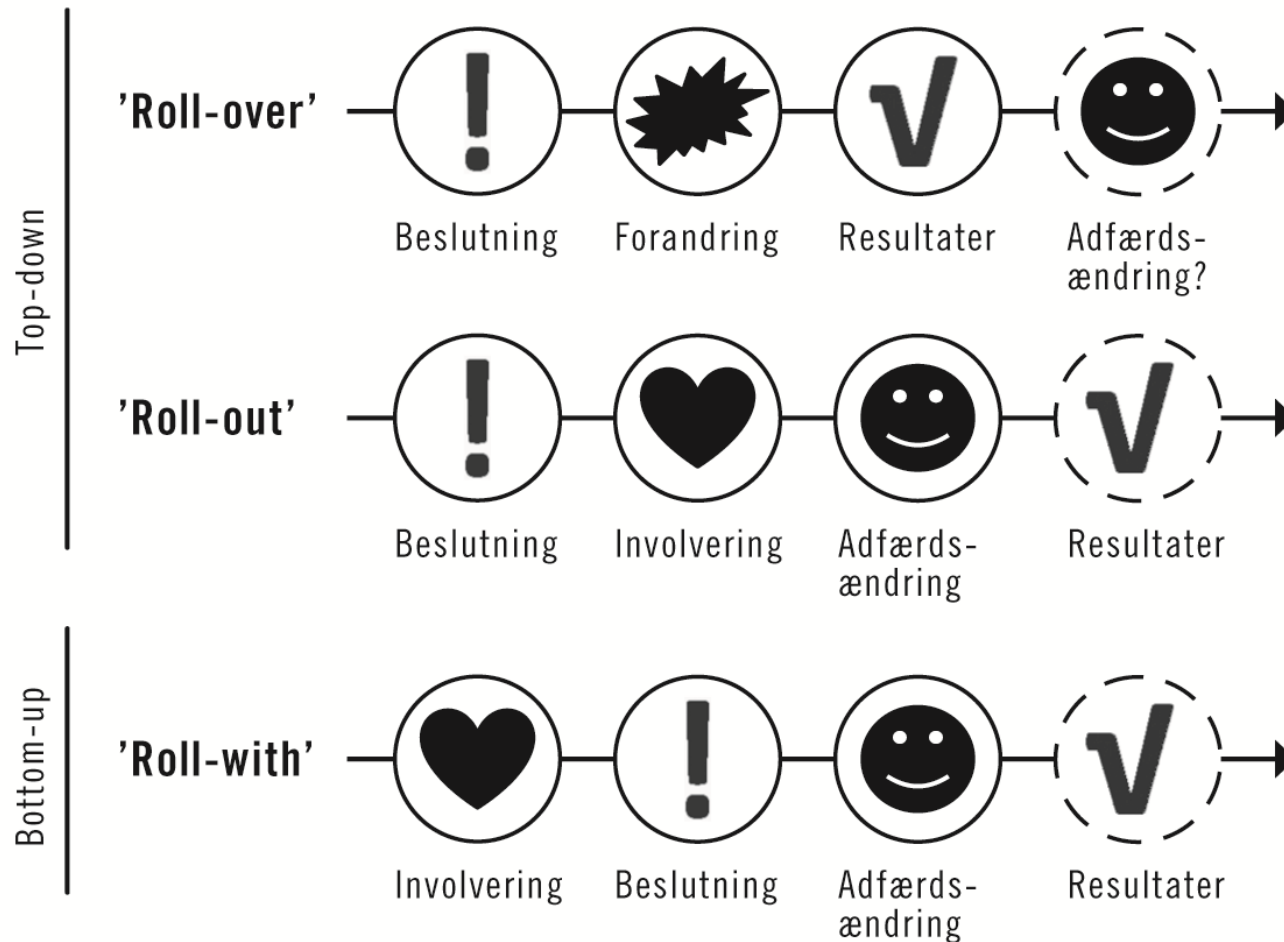 Top-down
'Roll-over'
Beslutning
Forandring
Resultater
Adfærds-
ændring?
'Roll-out'
Beslutning
Involvering
Adfærds-
ændring
Resultater
Bottom-up
'Roll-with'
Involvering
Beslutning
Adfærds-
ændring
Resultater